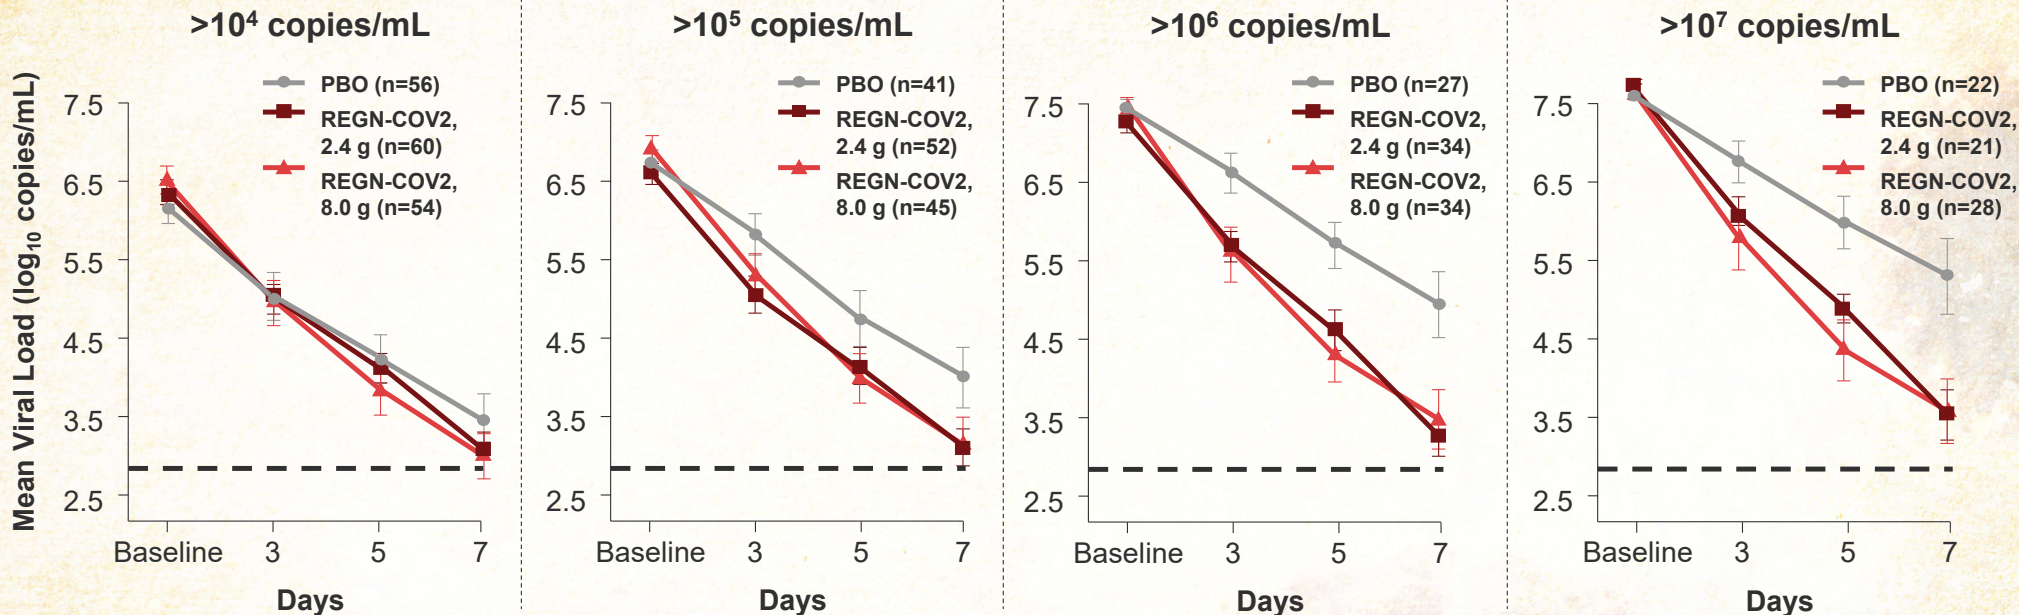 >10⁴ copies/mL
Mean Viral Load (log₁₀ copies/mL)
7.5
6.5
5.5
4.5
3.5
2.5
PBO (n=56)
REGN-COV2,
2.4 g (n=60)
REGN-COV2,
8.0 g (n=54)
Baseline 3 5 7
Days
>10⁵ copies/mL
7.5
6.5
5.5
4.5
3.5
2.5
PBO (n=41)
REGN-COV2,
2.4 g (n=52)
REGN-COV2,
8.0 g (n=45)
Baseline 3 5 7
Days
>10⁶ copies/mL
7.5
6.5
5.5
4.5
3.5
2.5
PBO (n=27)
REGN-COV2,
2.4 g (n=34)
REGN-COV2,
8.0 g (n=34)
Baseline 3 5 7
Days
>10⁷ copies/mL
7.5
6.5
5.5
4.5
3.5
2.5
PBO (n=22)
REGN-COV2,
2.4 g (n=21)
REGN-COV2,
8.0 g (n=28)
Baseline 3 5 7
Days